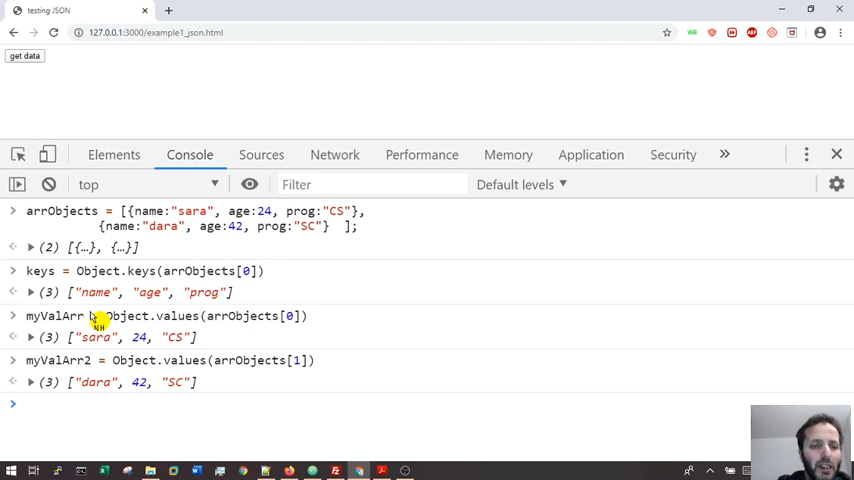 testing JSON
127.0.0.1:3000/example1_json.html
get data
Elements Console Sources Network Performance Memory Application Security
top Filter Default levels
arrObjects = [{name:"sara", age:24, prog:"CS"},
{name:"dara", age:42, prog:"SC"} ];
(2) [{…}, {…}]
keys = Object.keys(arrObjects[0])
(3) ["name", "age", "prog"]
myValArr Object.values(arrObjects[0])
NH
(3) ["sara", 24, "CS"]
myValArr2 = Object.values(arrObjects[1])
(3) ["dara", 42, "SC"]